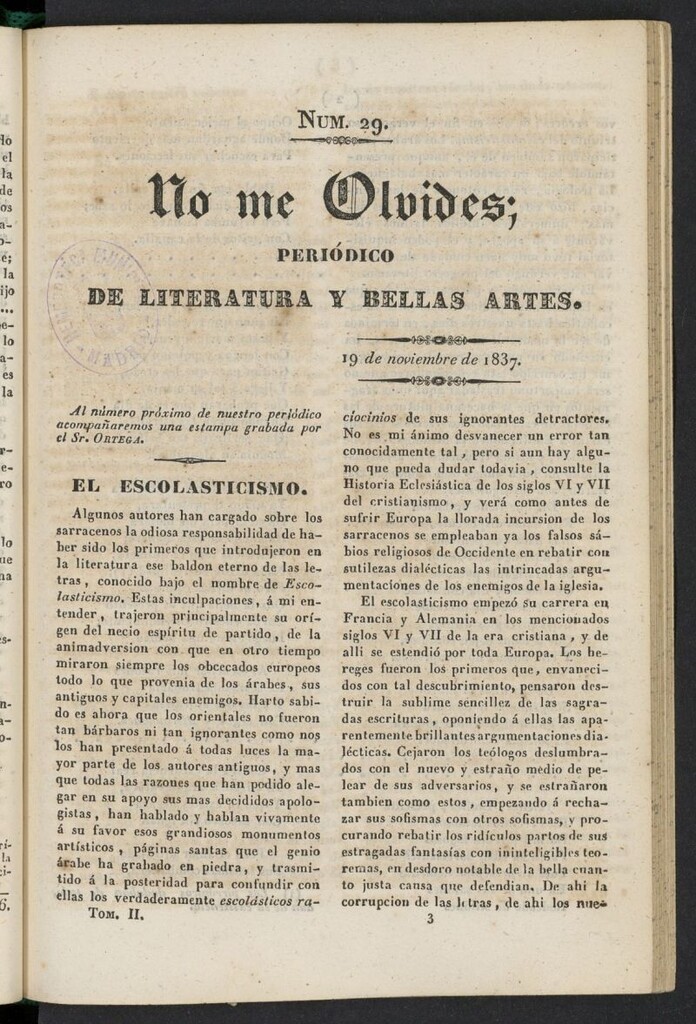 NUM. 29.
No me Olvides;
PERIÓDICO
DE LITERATURA Y BELLAS ARTES.
19 de noviembre de 1837.
Al número próximo de nuestro periódico
acompañaremos una estampa grabada por
el Sr. ORTEGA.
EL ESCOLASTICISMO.
Algunos autores han cargado sobre los
sarracenos la odiosa responsabilidad de ha-
ber sido los primeros que introdujeron en
la literatura ese baldon eterno de las le-
tras, conocido bajo el nombre de Esco-
lasticismo. Estas inculpaciones, á mi en-
tender, trajeron principalmente su orí-
gen del necio espíritu de partido, de la
animadversion con que en otro tiempo
miraron siempre los obcecados europeos
todo lo que provenia de los árabes, sus
antiguos y capitales enemigos. Harto sabi-
do es ahora que los orientales no fueron
tan bárbaros ni tan ignorantes como nos
los han presentado á todas luces la ma-
yor parte de los autores antiguos, y mas
que todas las razones que han podido ale-
gar en su apoyo sus mas decididos apolo-
gistas, han hablado y hablan vivamente
á su favor esos grandiosos monumentos
artísticos, páginas santas que el genio
árabe ha grabado en piedra, y trasmi-
tido á la posteridad para confundir con
ellas los verdaderamente escolásticos ra-
Tom. II.
ciocinios de sus ignorantes detractores.
No es mi ánimo desvanecer un error tan
conocidamente tal, pero si aun hay algu-
no que pueda dudar todavia, consulte la
Historia Eclesiástica de los siglos VI y VII
del cristianismo, y verá como antes de
sufrir Europa la llorada incursion de los
sarracenos se empleaban ya los falsos sá-
bios religiosos de Occidente en rebatir con
sutilezas dialécticas las intrincadas argu-
mentaciones de los enemigos de la iglesia.
El escolasticismo empezó su carrera en
Francia y Alemania en los mencionados
siglos VI y VII de la era cristiana, y de
alli se estendió por toda Europa. Los he-
reges fueron los primeros que, envaneci-
dos con tal descubrimiento, pensaron des-
truir la sublime sencillez de las sagra-
das escrituras, oponiendo á ellas las apa-
rentemente brillantes argumentaciones dia-
lécticas. Cejaron los teólogos deslumbra-
dos con el nuevo y estraño medio de pe-
lear de sus adversarios, y se estrañaron
tambien como estos, empezando á recha-
zar sus sofismas con otros sofismas, y pro-
curando rebatir los ridículos partos de sus
estragadas fantasías con ininteligibles teo-
remas, en desdoro notable de la bella cuan-
to justa causa que defendian. De ahi la
corrupcion de las letras, de ahi los nue-
3